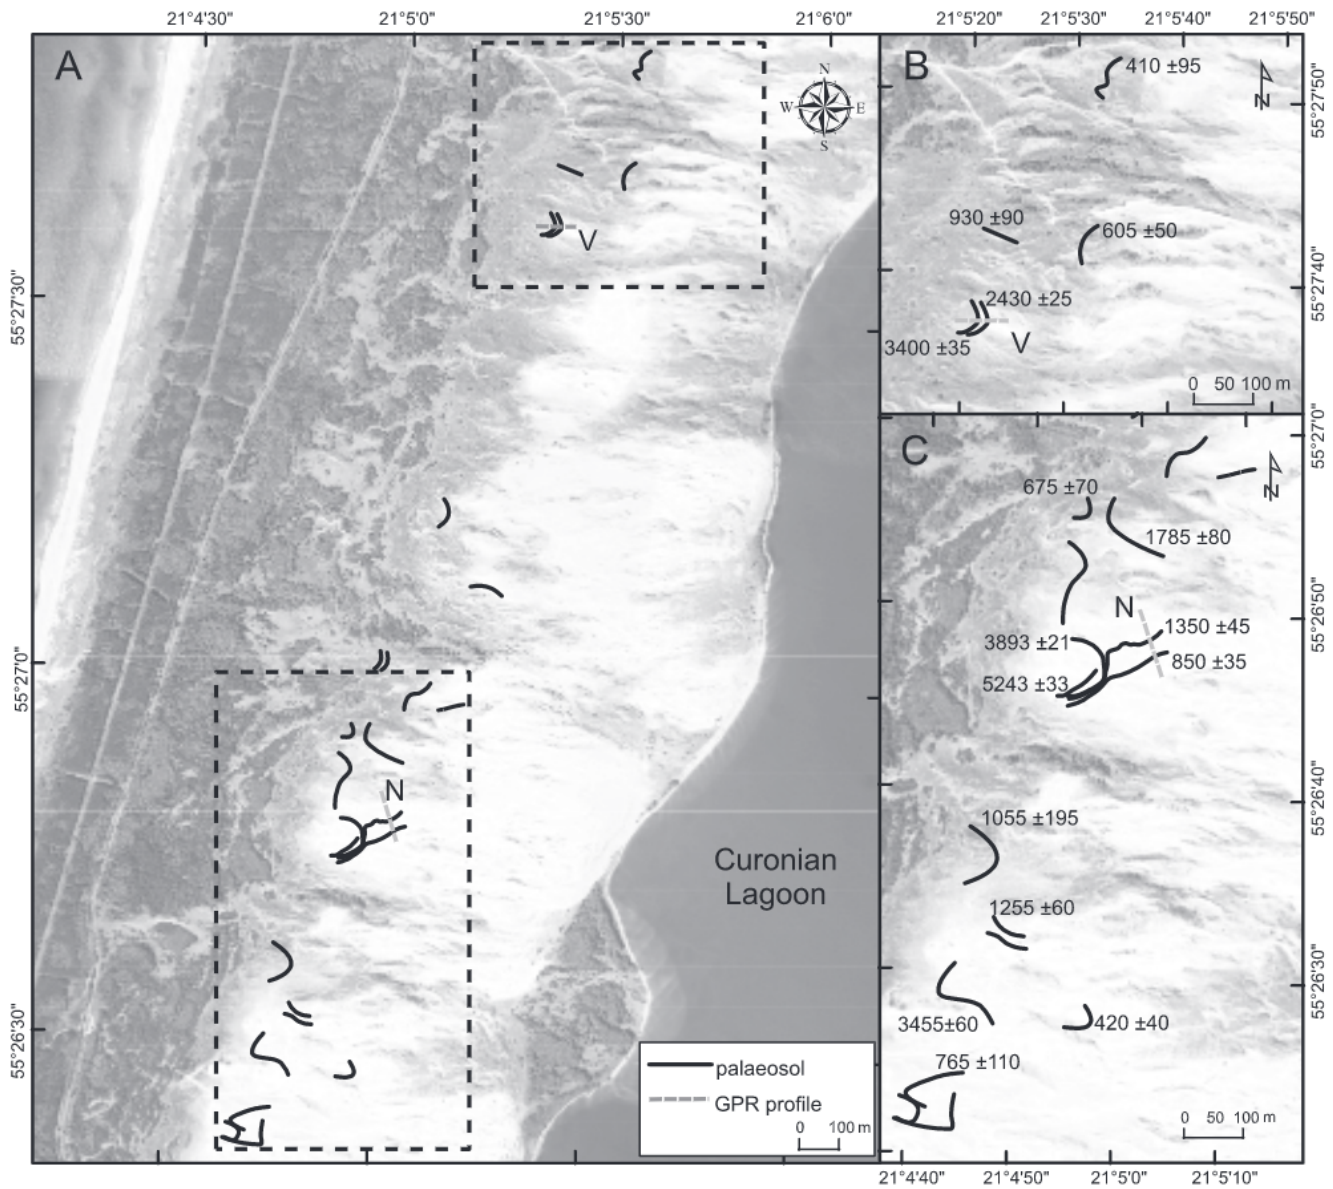 21°4'30"
21°5'0"
21°5'30"
21°6'0"
21°5'20"
21°5'30"
21°5'40"
21°5'50"
A
N
W
E
S
V
55°27'30"
55°27'0"
55°26'30"
N
Curonian
Lagoon
palaeosol
GPR profile
0 100 m
B
410 ±95
N
930 ±90
605 ±50
2430 ±25
3400 ±35
V
0 50 100 m
55°27'50"
55°27'40"
C
N
675 ±70
1785 ±80
N
3893 ±21
1350 ±45
850 ±35
5243 ±33
1055 ±195
1255 ±60
3455±60
420 ±40
765 ±110
0 50 100 m
55°27'0"
55°26'50"
55°26'40"
55°26'30"
21°4'40"
21°4'50"
21°5'0"
21°5'10"